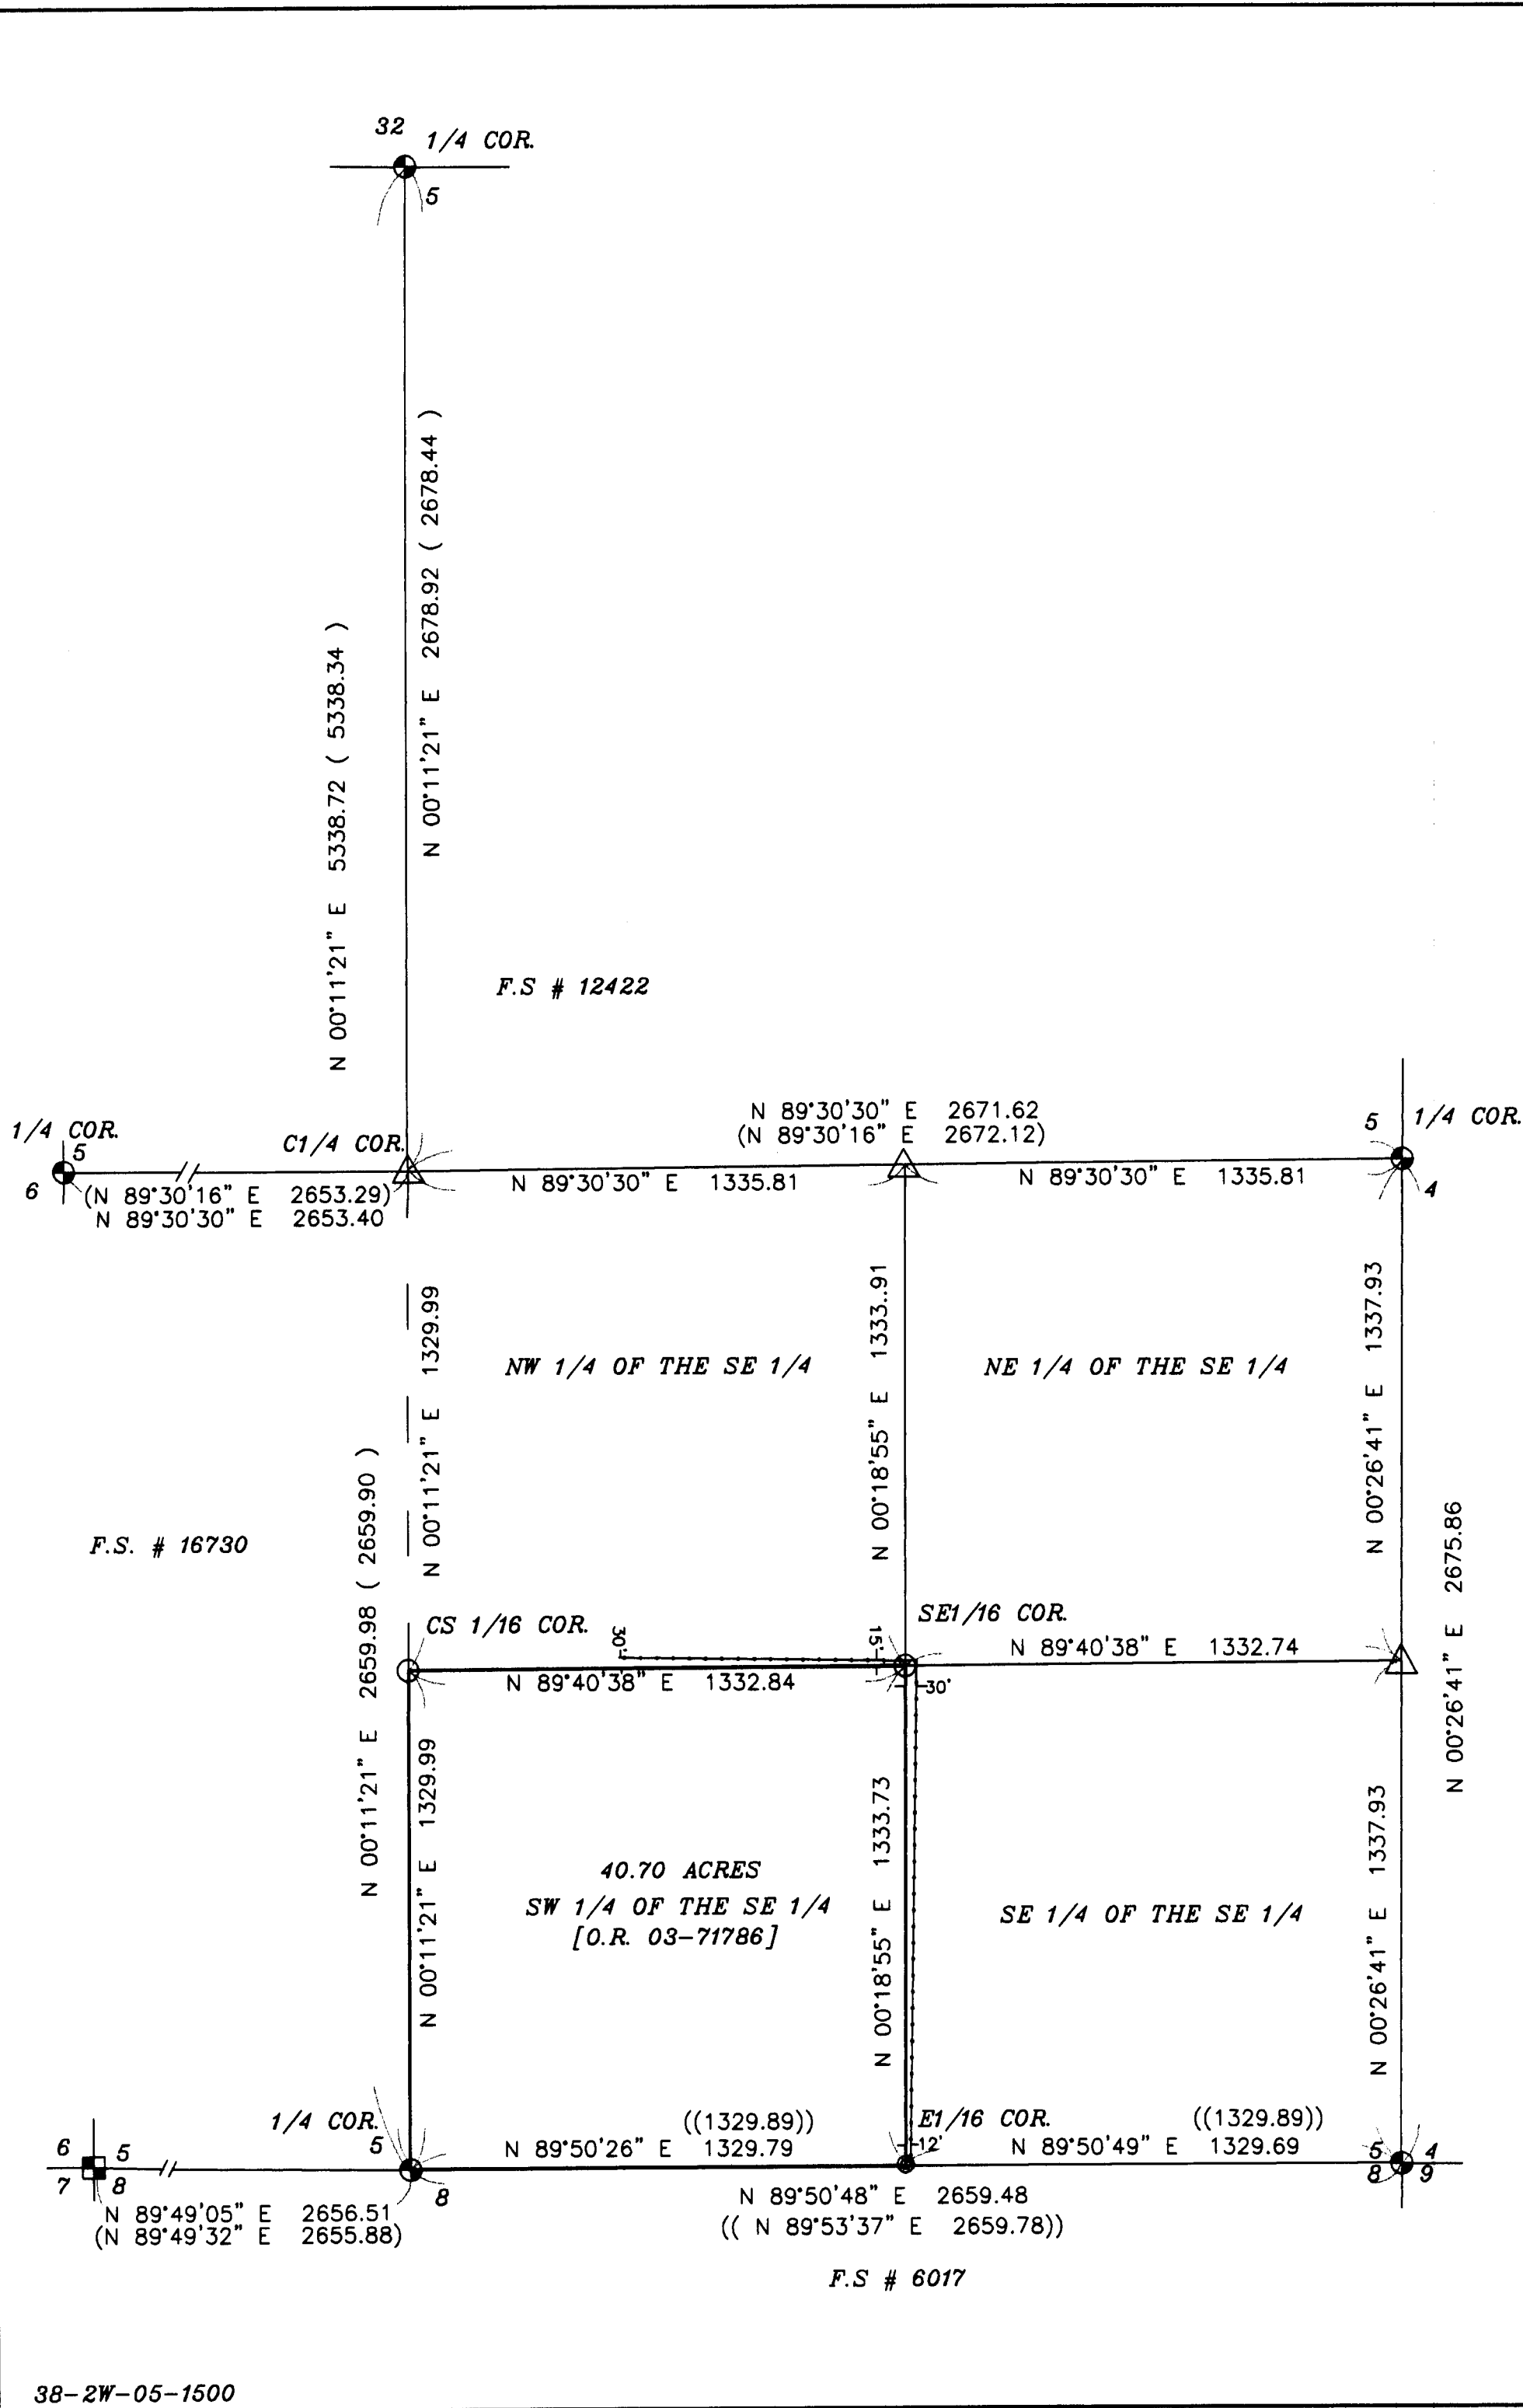 32
1/4 COR.
5
N 00°11'21" E 2678.92 ( 2678.44 )
N 00°11'21" E 5338.72 ( 5338.34 )
F.S # 12422
N 89°30'30" E 2671.62
(N 89°30'16" E 2672.12)
5
1/4 COR.
4
1/4 COR.
5
6
C1/4 COR.
(N 89°30'16" E 2653.29)
N 89°30'30" E 2653.40
N 89°30'30" E 1335.81
N 89°30'30" E 1335.81
N 00°11'21" E 1329.99
NW 1/4 OF THE SE 1/4
N 00°18'55" E 1333..91
NE 1/4 OF THE SE 1/4
N 00°26'41" E 1337.93
N 00°11'21" E 2659.98 ( 2659.90 )
F.S. # 16730
N 00°26'41" E 2675.86
CS 1/16 COR.
30'
15'
SE1/16 COR.
N 89°40'38" E 1332.74
N 89°40'38" E 1332.84
30'
N 00°11'21" E 1329.99
40.70 ACRES
SW 1/4 OF THE SE 1/4
[O.R. 03-71786]
N 00°18'55" E 1333.73
SE 1/4 OF THE SE 1/4
N 00°26'41" E 1337.93
1/4 COR.
5
8
((1329.89))
N 89°50'26" E 1329.79
E1/16 COR.
12'
((1329.89))
N 89°50'49" E 1329.69
5 4
8 9
6 5
7 8
N 89°49'05" E 2656.51
(N 89°49'32" E 2655.88)
N 89°50'48" E 2659.48
(( N 89°53'37" E 2659.78))
F.S # 6017
38-2W-05-1500